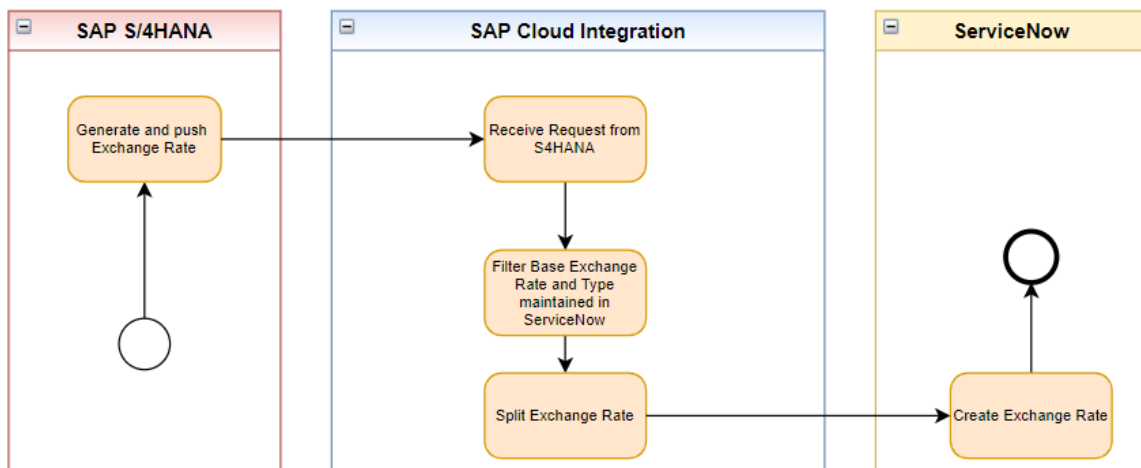 SAP S/4HANA
SAP Cloud Integration
ServiceNow
Generate and push
Exchange Rate
Receive Request from
S4HANA
Filter Base Exchange
Rate and Type
maintained in
ServiceNow
Split Exchange Rate
Create Exchange Rate